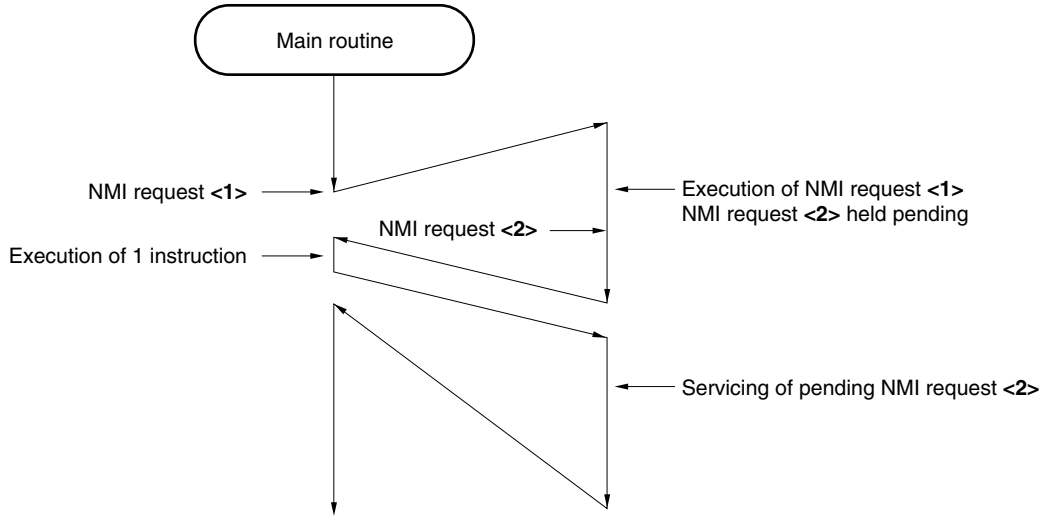 Main routine
NMI request <1>
Execution of NMI request <1>
NMI request <2> held pending
NMI request <2>
Execution of 1 instruction
Servicing of pending NMI request <2>